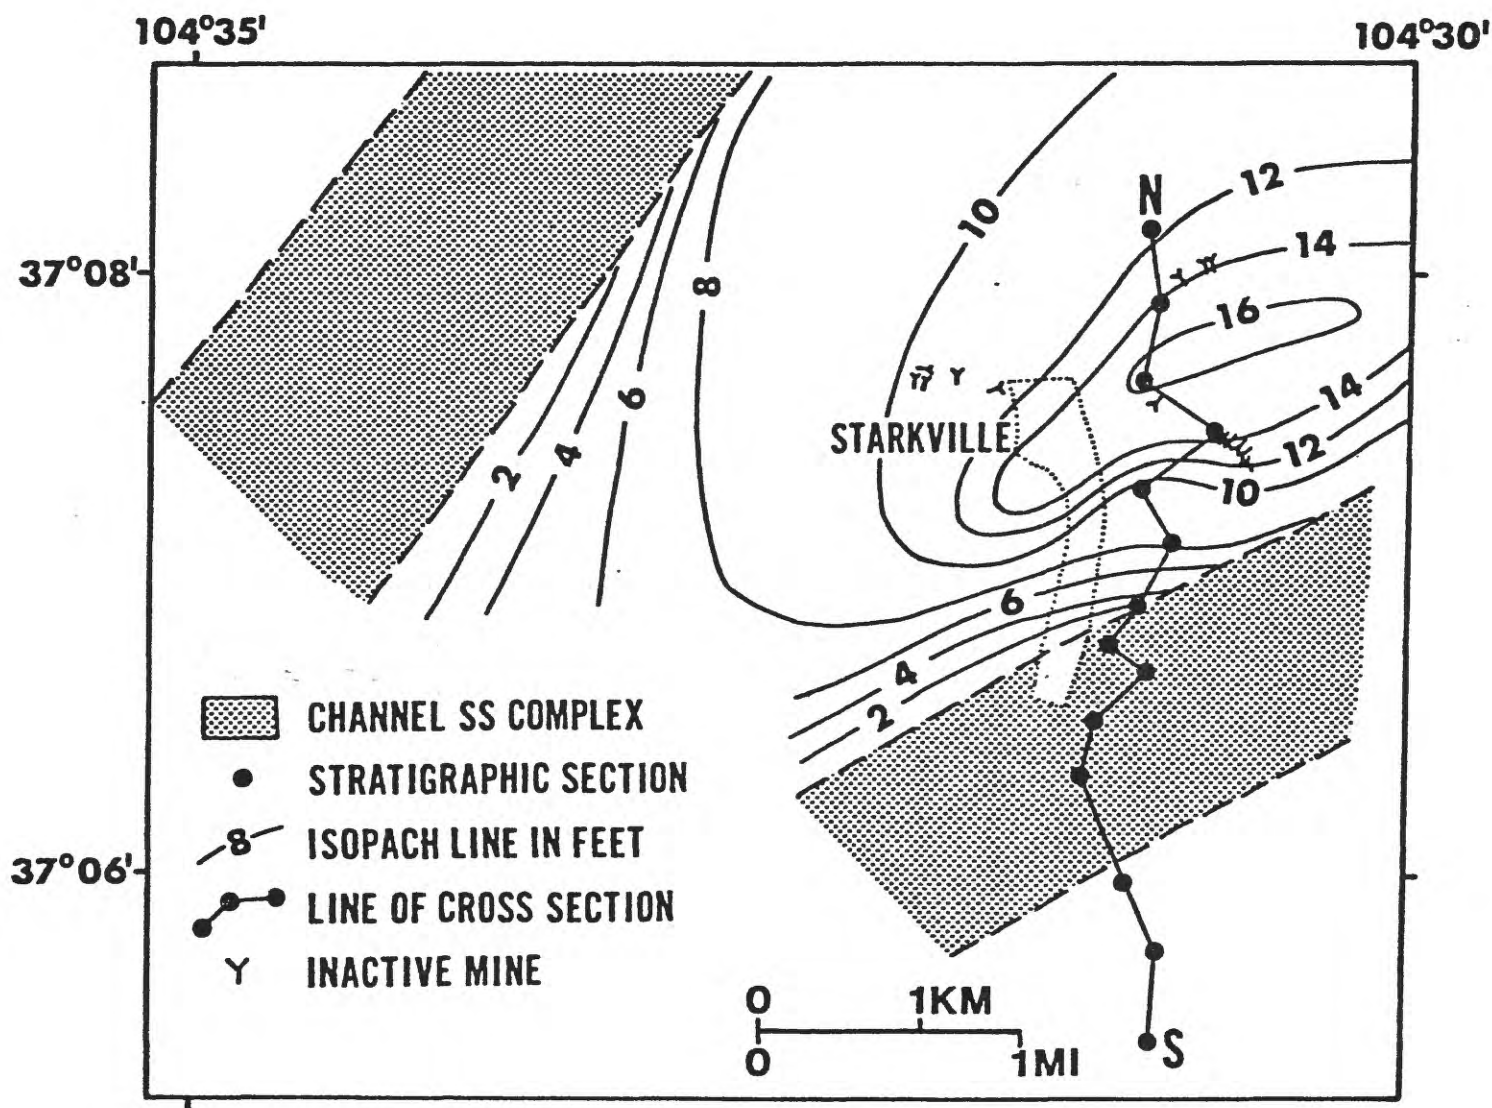 104°35'
104°30'
N
12
10
14
37°08'
8
16
6
14
STARKVILLE
12
4
2
10
6
4
2
CHANNEL SS COMPLEX
STRATIGRAPHIC SECTION
8 ISOPACH LINE IN FEET
37°06'
LINE OF CROSS SECTION
INACTIVE MINE
0 1KM
0 1MI
S